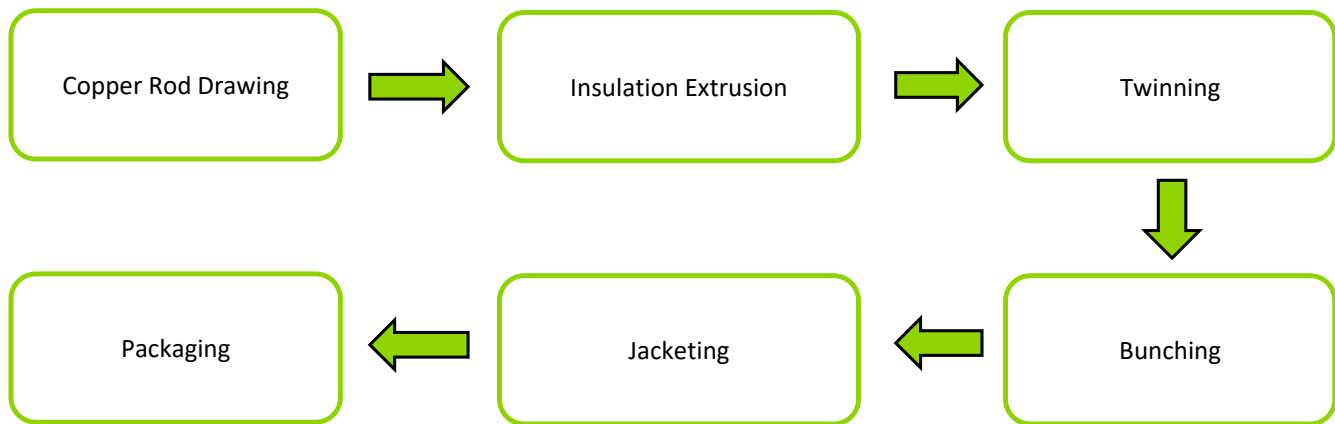 Copper Rod Drawing
Insulation Extrusion
Twinning
Bunching
Jacketing
Packaging